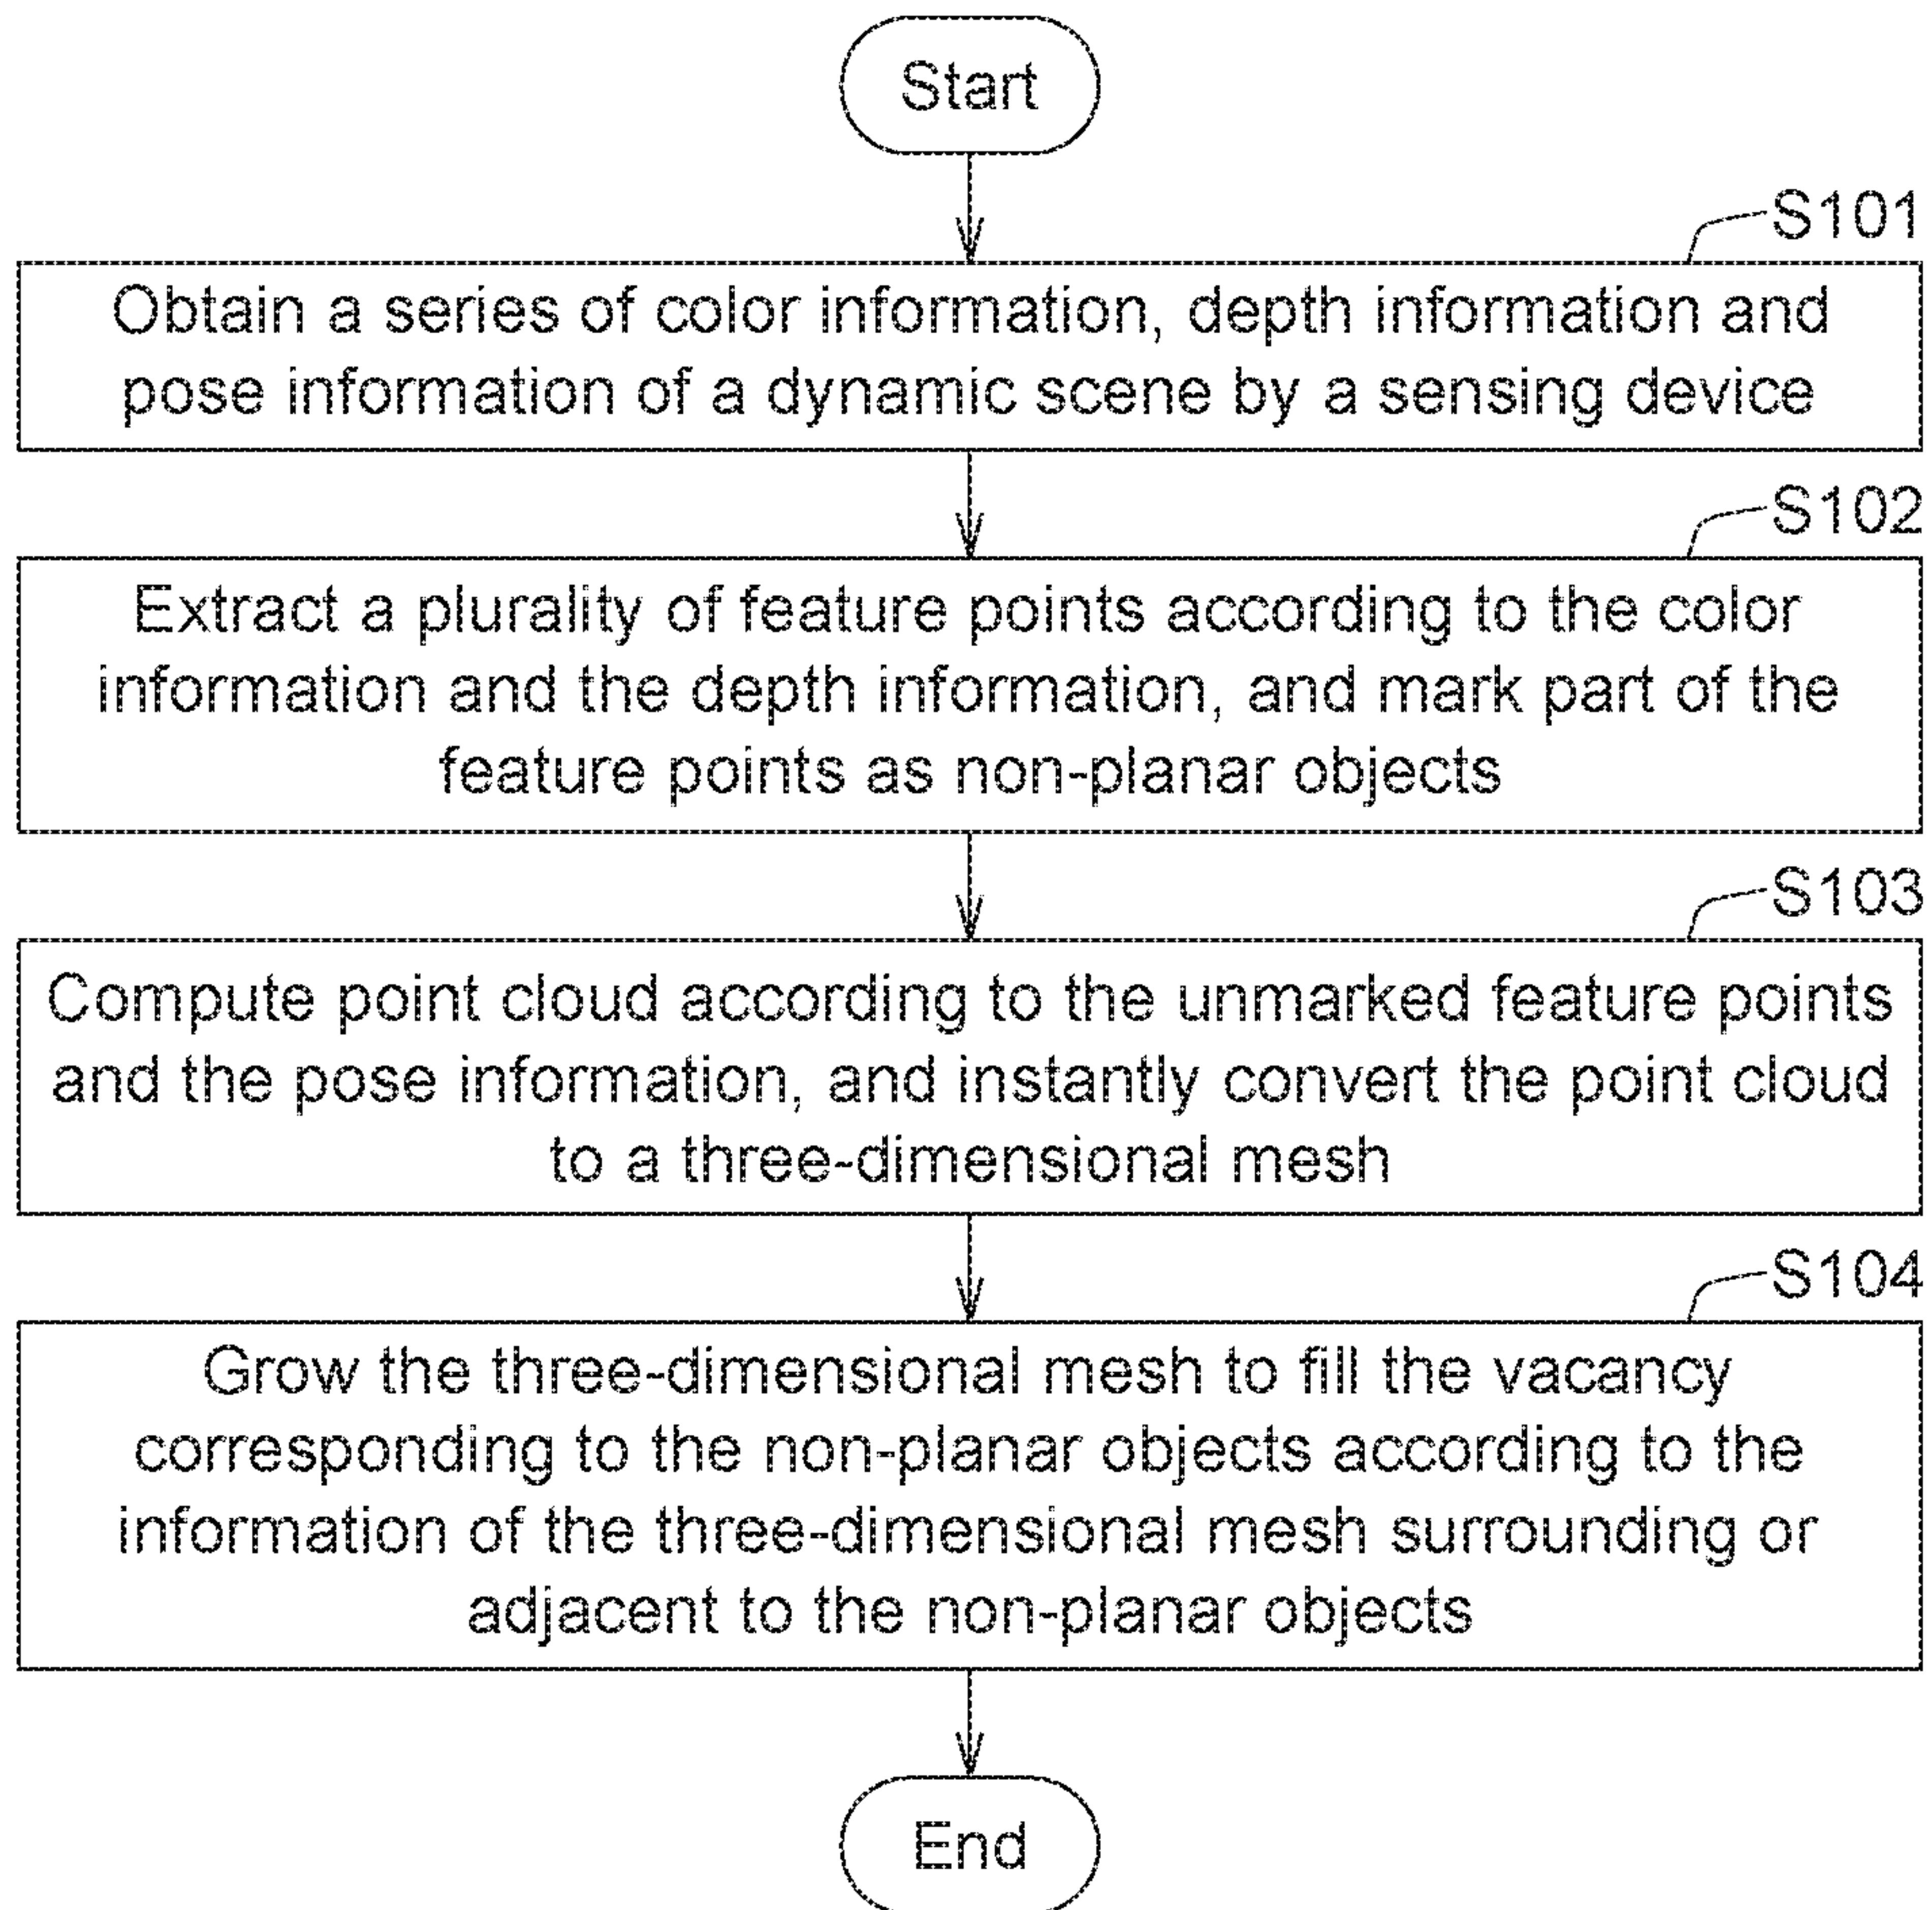 Start
S101
Obtain a series of color information, depth information and
pose information of a dynamic scene by a sensing device
S102
Extract a plurality of feature points according to the color
information and the depth information, and mark part of the
feature points as non-planar objects
S103
Compute point cloud according to the unmarked feature points
and the pose information, and instantly convert the point cloud
to a three-dimensional mesh
S104
Grow the three-dimensional mesh to fill the vacancy
corresponding to the non-planar objects according to the
information of the three-dimensional mesh surrounding or
adjacent to the non-planar objects
End